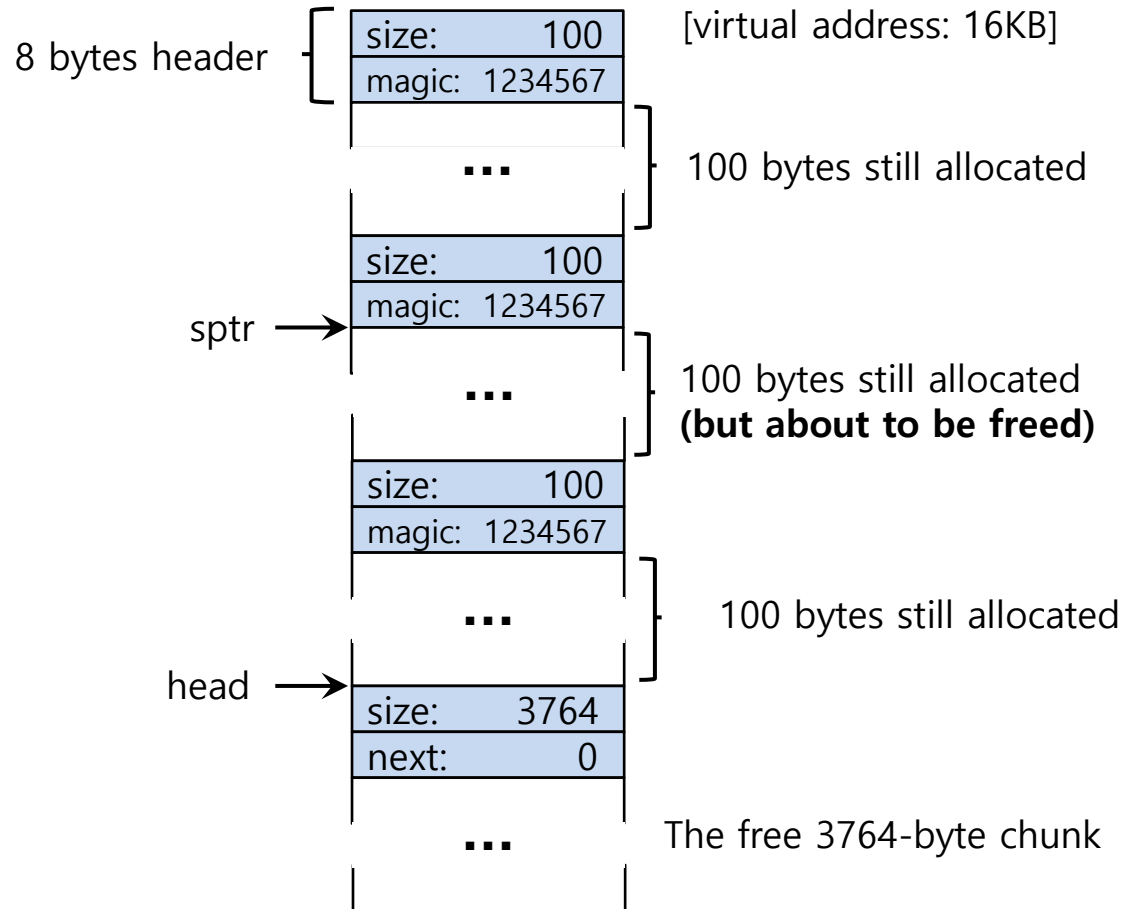 [virtual address: 16KB]
8 bytes header
size: 100
magic: 1234567
...
100 bytes still allocated
size: 100
magic: 1234567
sptr
...
100 bytes still allocated
(but about to be freed)
size: 100
magic: 1234567
...
100 bytes still allocated
head
size: 3764
next: 0
...
The free 3764-byte chunk